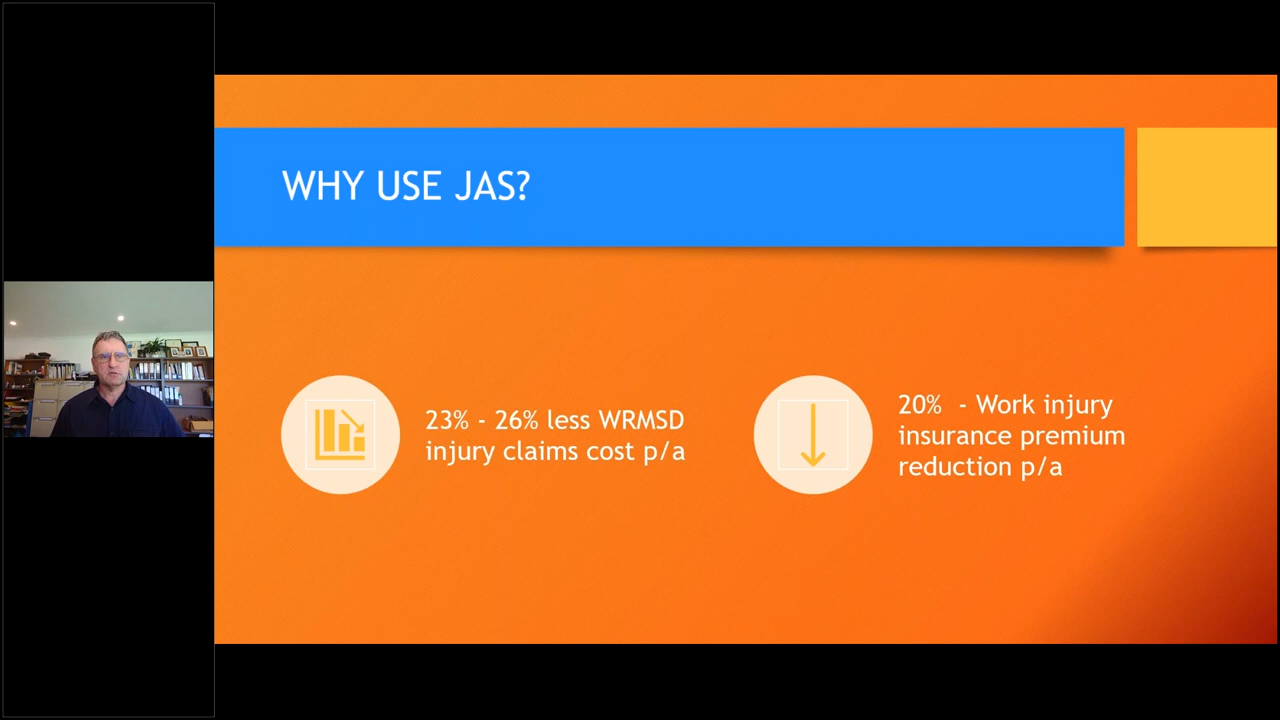 WHY USE JAS?
23% - 26% less WRMSD
injury claims cost p/a
20%  - Work injury
insurance premium
reduction p/a